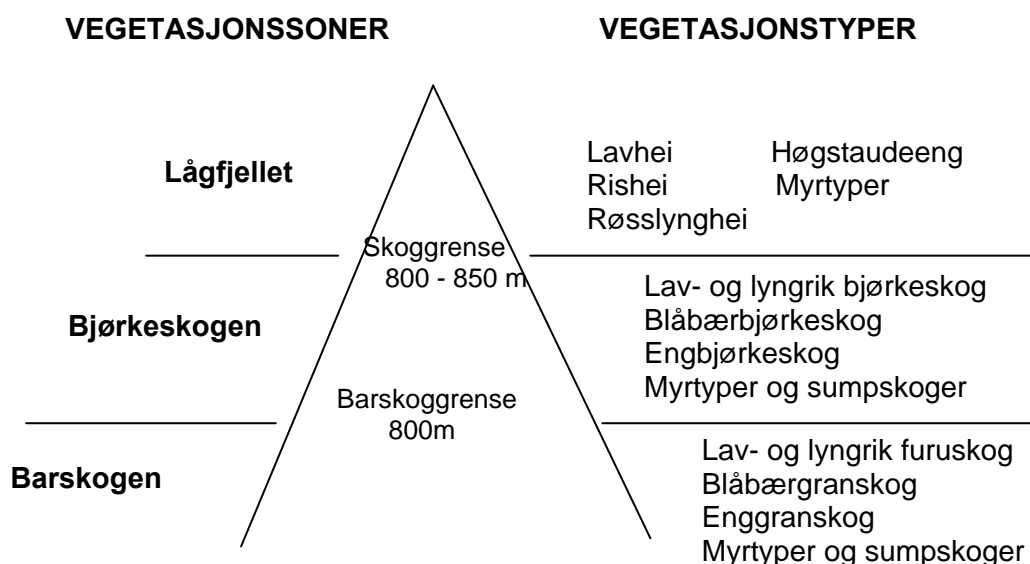 VEGETASJONSSONER VEGETASJONSTYPER
Lågfjellet
Lavhei Høgstaudeeng
Rishei Myrtyper
Røsslynghei
Skoggrense
800 - 850 m
Bjørkeskogen
Lav- og lyngrik bjørkeskog
Blåbærbjørkeskog
Engbjørkeskog
Myrtyper og sumpskoger
Barskoggrense
800m
Barskogen
Lav- og lyngrik furuskog
Blåbærgranskog
Enggranskog
Myrtyper og sumpskoger